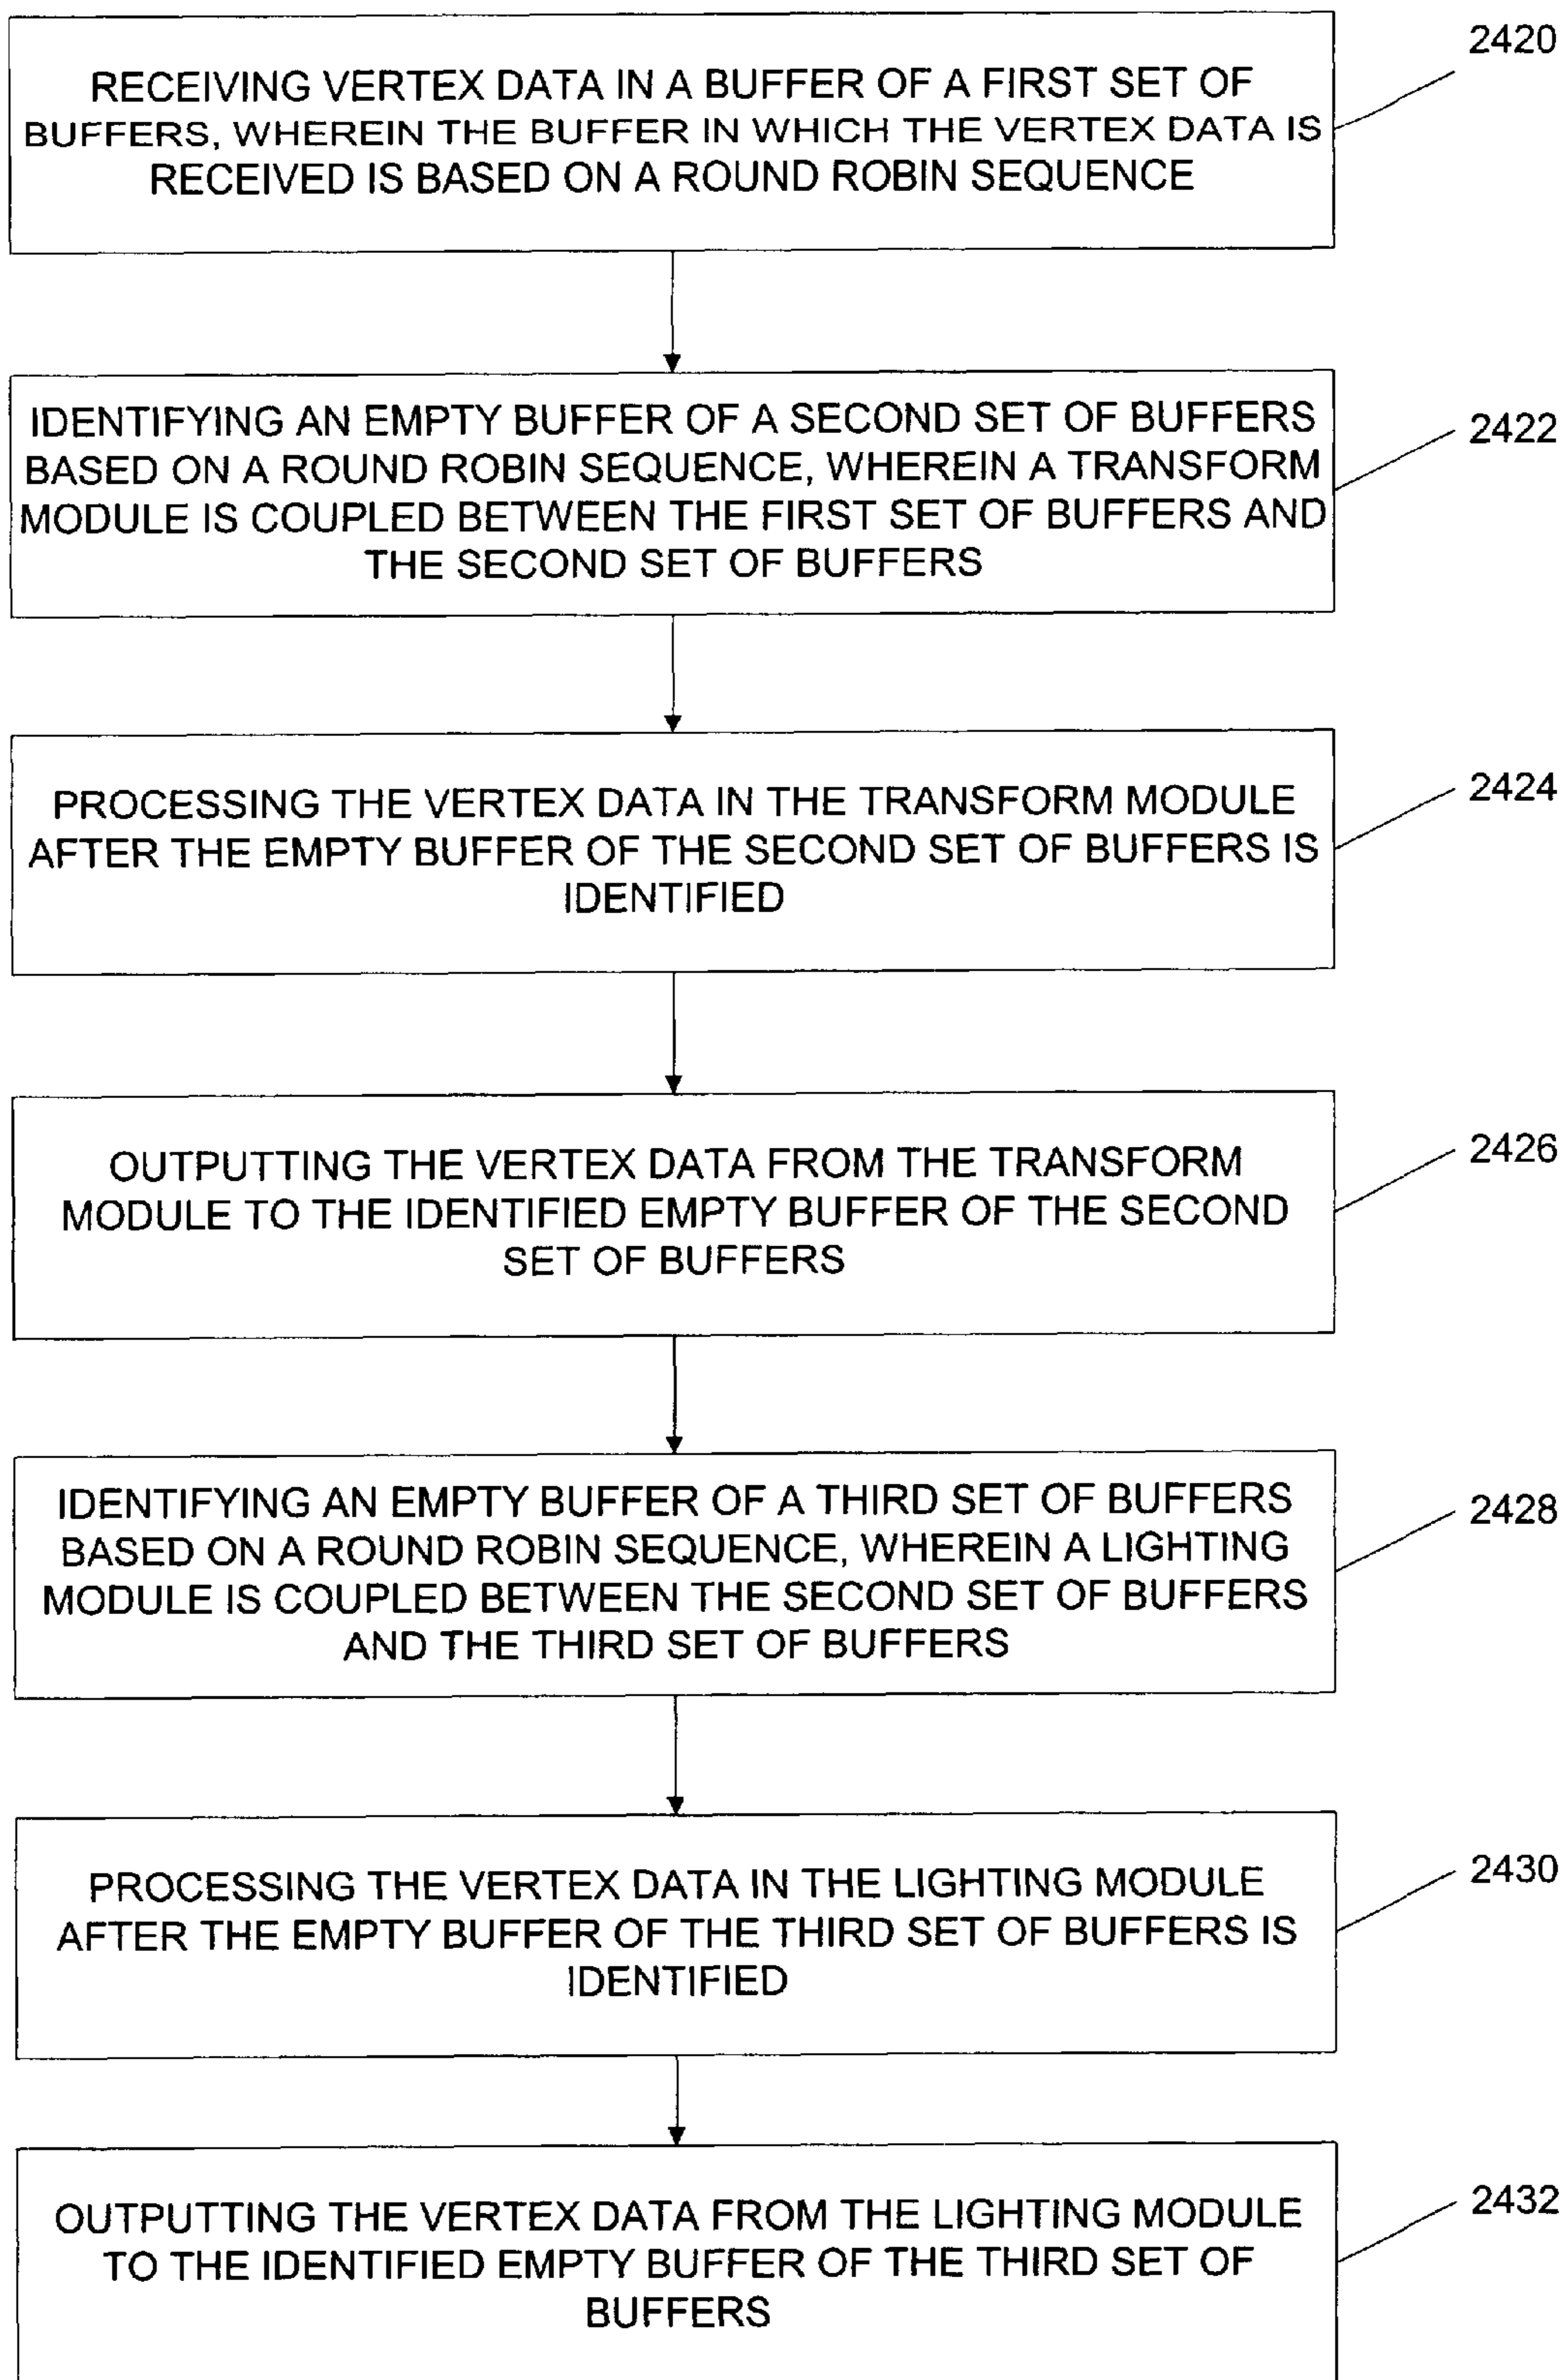 2420
RECEIVING VERTEX DATA IN A BUFFER OF A FIRST SET OF
BUFFERS, WHEREIN THE BUFFER IN WHICH THE VERTEX DATA IS
RECEIVED IS BASED ON A ROUND ROBIN SEQUENCE
2422
IDENTIFYING AN EMPTY BUFFER OF A SECOND SET OF BUFFERS
BASED ON A ROUND ROBIN SEQUENCE, WHEREIN A TRANSFORM
MODULE IS COUPLED BETWEEN THE FIRST SET OF BUFFERS AND
THE SECOND SET OF BUFFERS
2424
PROCESSING THE VERTEX DATA IN THE TRANSFORM MODULE
AFTER THE EMPTY BUFFER OF THE SECOND SET OF BUFFERS IS
IDENTIFIED
2426
OUTPUTTING THE VERTEX DATA FROM THE TRANSFORM
MODULE TO THE IDENTIFIED EMPTY BUFFER OF THE SECOND
SET OF BUFFERS
2428
IDENTIFYING AN EMPTY BUFFER OF A THIRD SET OF BUFFERS
BASED ON A ROUND ROBIN SEQUENCE, WHEREIN A LIGHTING
MODULE IS COUPLED BETWEEN THE SECOND SET OF BUFFERS
AND THE THIRD SET OF BUFFERS
2430
PROCESSING THE VERTEX DATA IN THE LIGHTING MODULE
AFTER THE EMPTY BUFFER OF THE THIRD SET OF BUFFERS IS
IDENTIFIED
2432
OUTPUTTING THE VERTEX DATA FROM THE LIGHTING MODULE
TO THE IDENTIFIED EMPTY BUFFER OF THE THIRD SET OF
BUFFERS